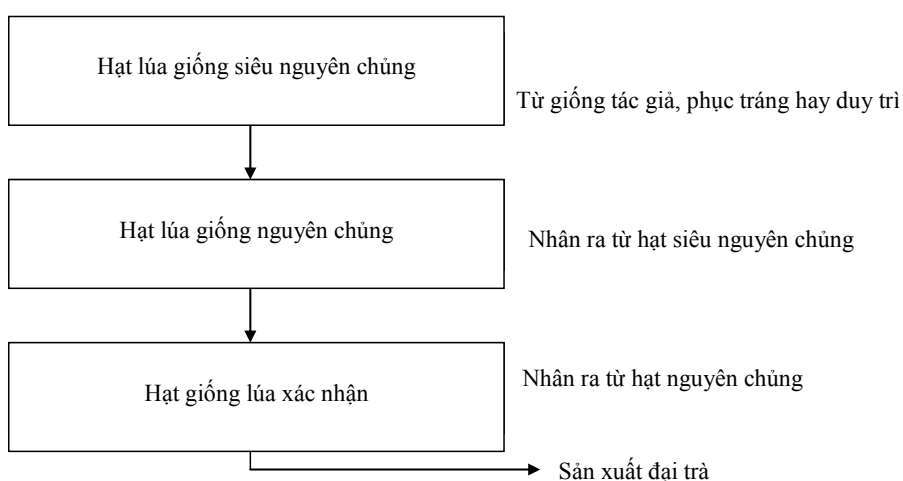 Hạt lúa giống siêu nguyên chủng
Từ giống tác giả, phục tráng hay duy trì
Hạt lúa giống nguyên chủng
Nhân ra từ hạt siêu nguyên chủng
Hạt giống lúa xác nhận
Nhân ra từ hạt nguyên chủng
Sản xuất đại trà